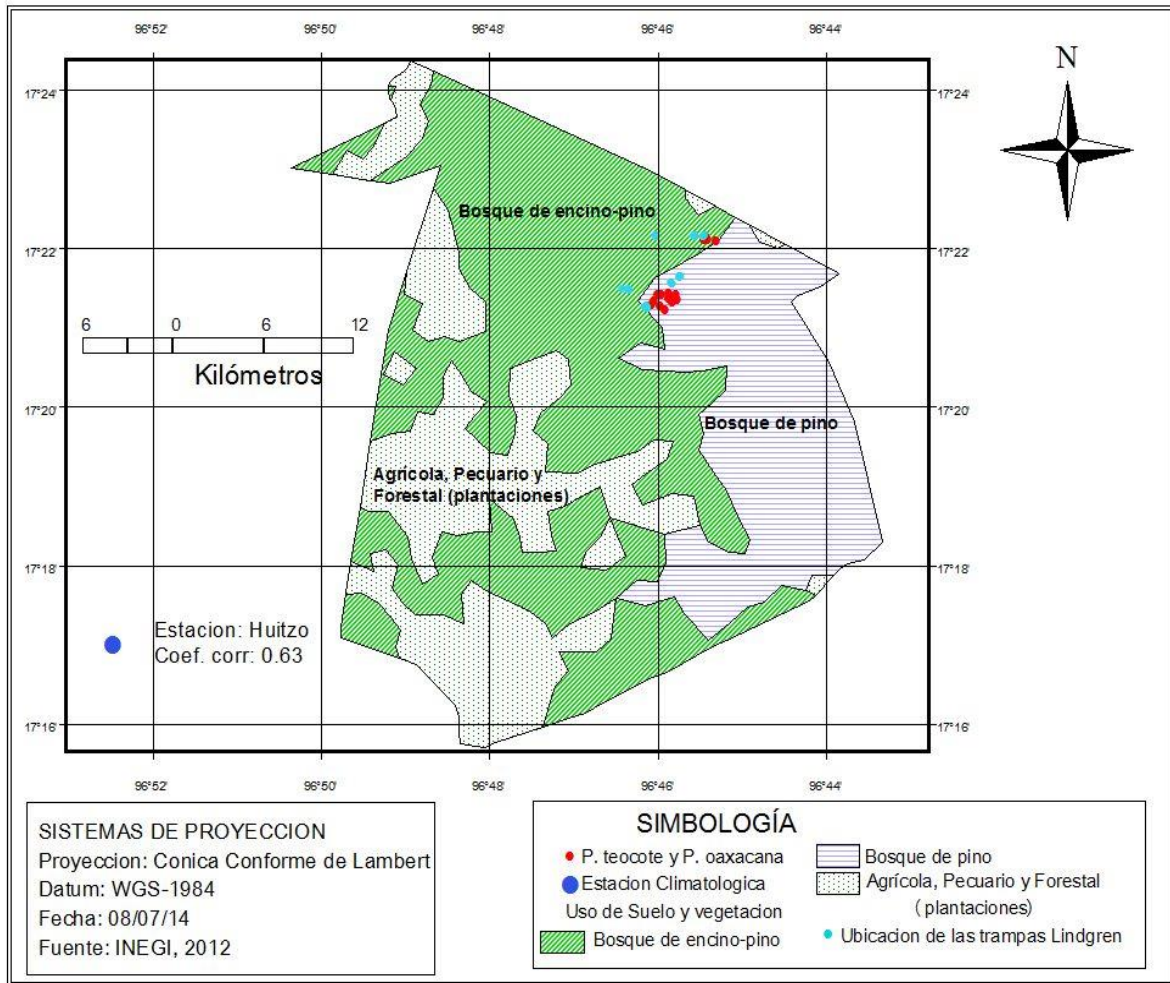 96°52' 96°50' 96°48' 96°46' 96°44'
N
17°24' 17°24'
Bosque de encino-pino
17°22' 17°22'
6 0 6 12
Kilómetros
17°20' 17°20'
Bosque de pino
Agrícola, Pecuario y
Forestal (plantaciones)
17°18' 17°18'
Estacion: Huitzo
Coef. corr: 0.63
17°16' 17°16'
96°52' 96°50' 96°48' 96°46' 96°44'
SISTEMAS DE PROYECCION
Proyeccion: Conica Conforme de Lambert
Datum: WGS-1984
Fecha: 08/07/14
Fuente: INEGI, 2012
SIMBOLOGÍA
P. teocote y P. oaxacana
Estacion Climatologica
Uso de Suelo y vegetacion
Bosque de encino-pino
Bosque de pino
Agrícola, Pecuario y Forestal
( plantaciones)
Ubicacion de las trampas Lindgren